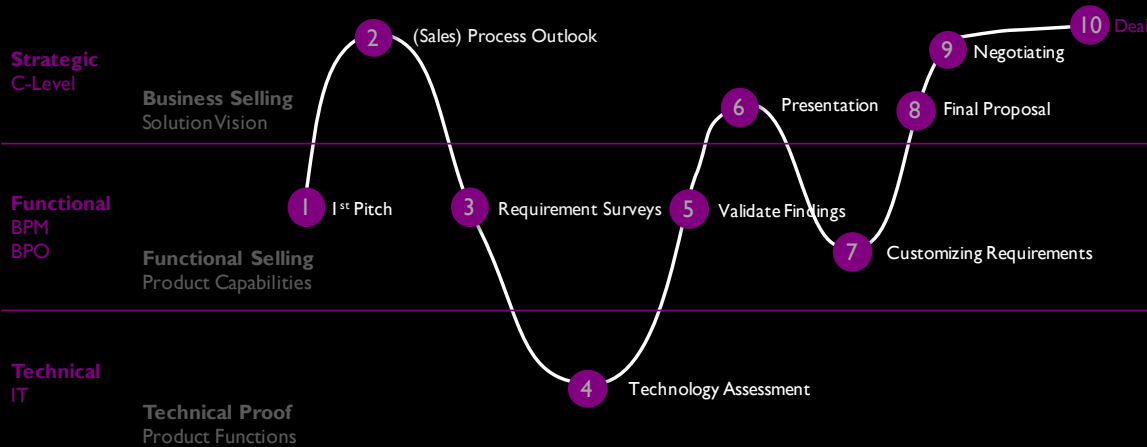 Strategic
C-Level
Business Selling
Solution Vision
Functional
BPM
BPO
Functional Selling
Product Capabilities
Technical
IT
Technical Proof
Product Functions
1 1st Pitch
2 (Sales) Process Outlook
3 Requirement Surveys
4 Technology Assessment
5 Validate Findings
6 Presentation
7 Customizing Requirements
8 Final Proposal
9 Negotiating
10 Deal